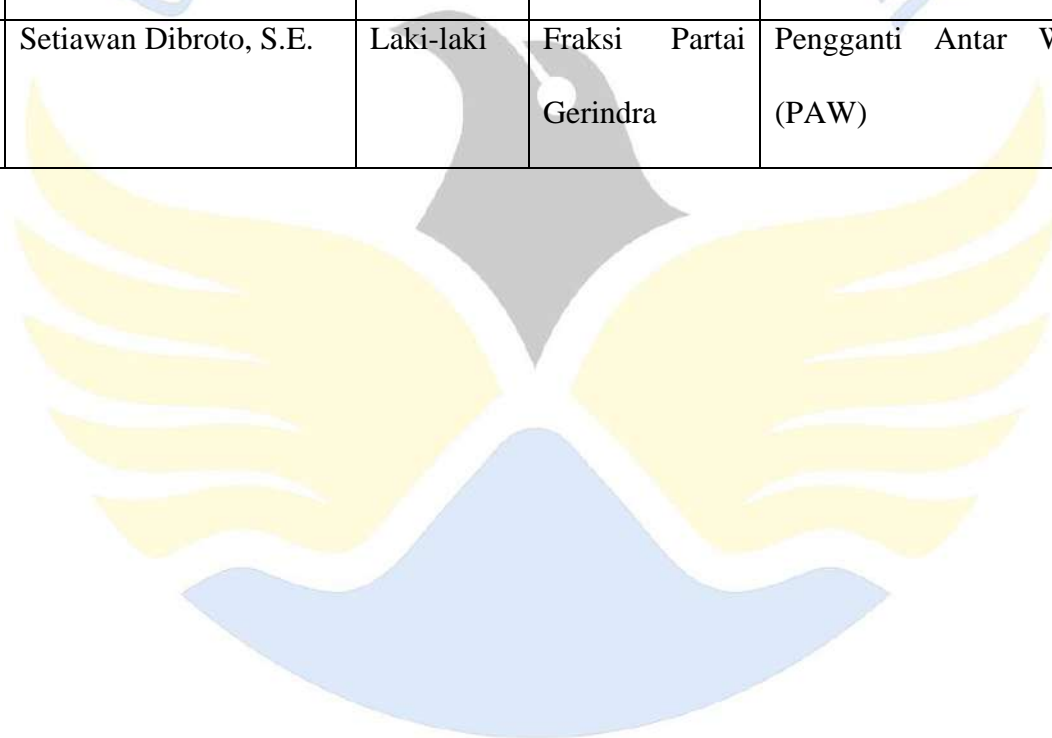 Setiawan Dibroto, S.E. Laki-laki Fraksi Partai Pengganti Antar
Gerindra (PAW)